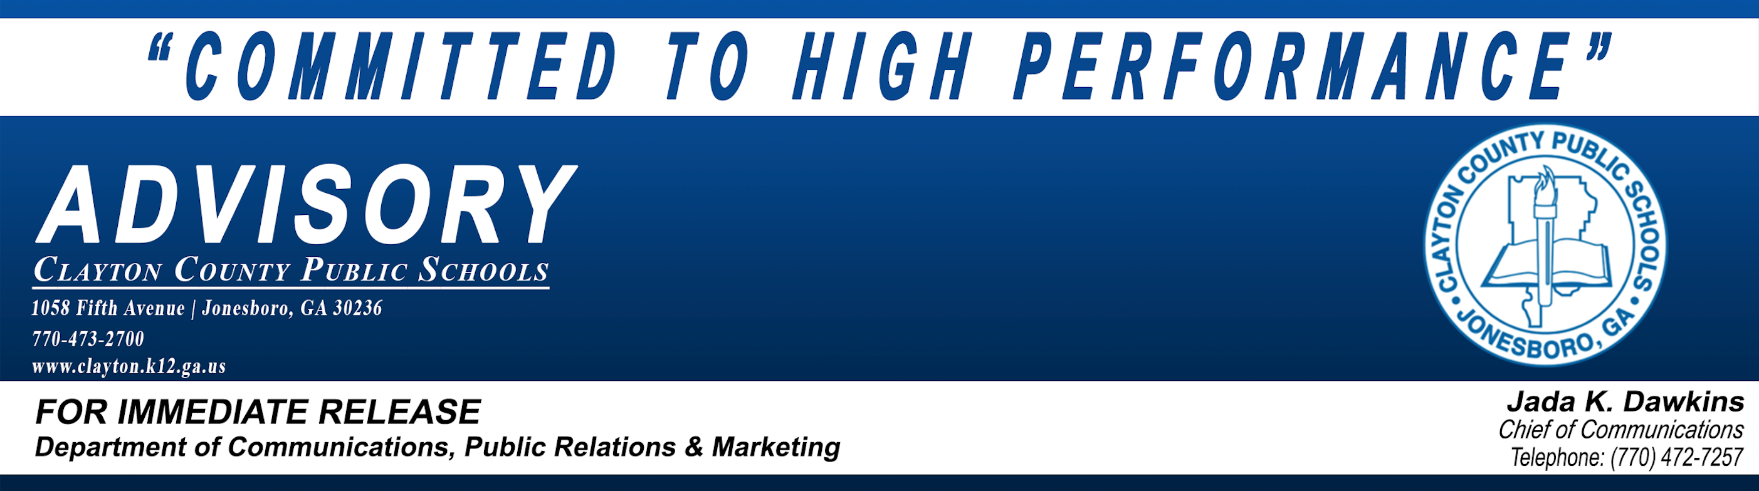 “COMMITTED TO HIGH PERFORMANCE”
ADVISORY
CLAYTON COUNTY PUBLIC SCHOOLS
1058 Fifth Avenue | Jonesboro, GA 30236
770-473-2700
www.clayton.k12.ga.us
CLAYTON COUNTY PUBLIC SCHOOLS •
JONESBORO, GA •
FOR IMMEDIATE RELEASE
Department of Communications, Public Relations & Marketing
Jada K. Dawkins
Chief of Communications
Telephone: (770) 472-7257